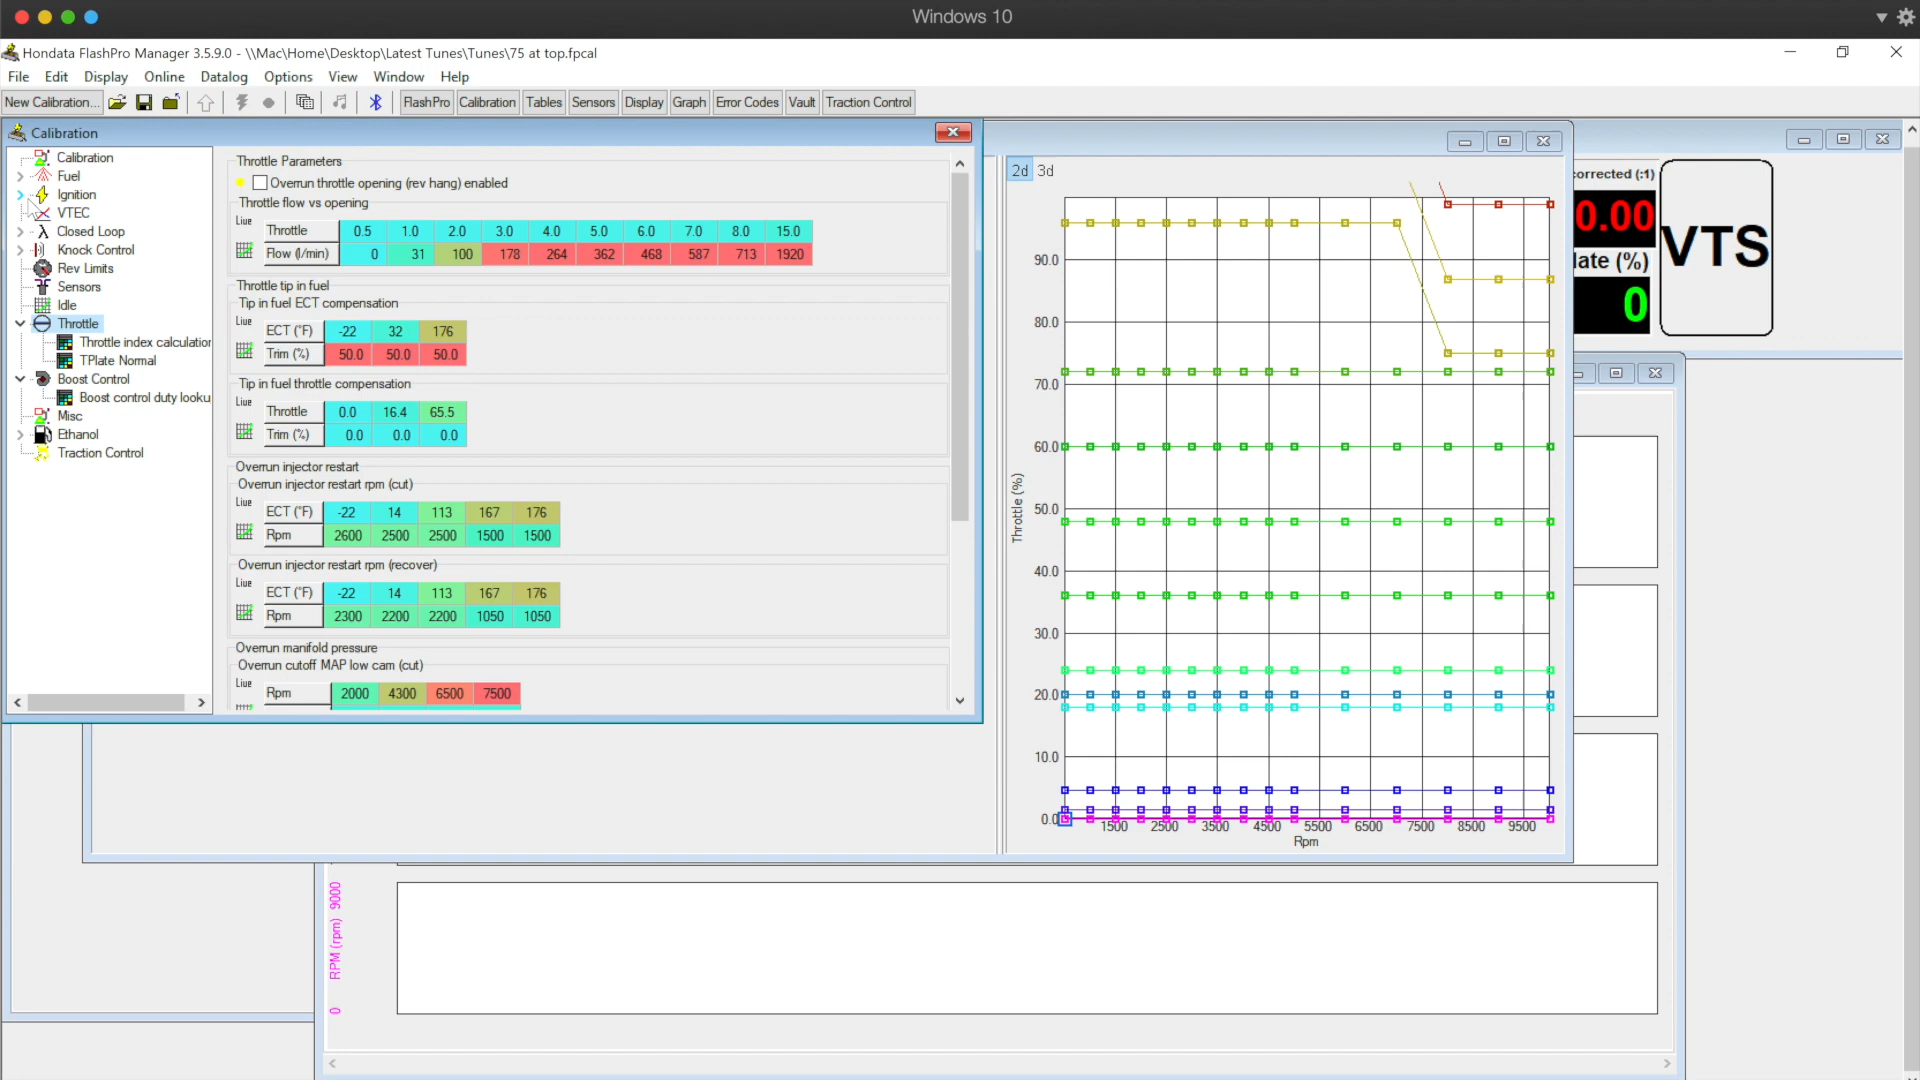 Windows 10
Hondata FlashPro Manager 3.5.9.0 - \\Mac\Home\Desktop\Latest Tunes\Tunes\75 at top.fpcal
File Edit Display Online Datalog Options View Window Help
New Calibration... FlashPro Calibration Tables Sensors Display Graph Error Codes Vault Traction Control
Calibration
Calibration
Fuel
Ignition
VTEC
Closed Loop
Knock Control
Rev Limits
Sensors
Idle
Throttle
Throttle index calculation
TPlate Normal
Boost Control
Boost control duty looku
Misc
Ethanol
Traction Control
Throttle Parameters
Overrun throttle opening (rev hang) enabled
Throttle flow vs opening
Live
Throttle 0.5 1.0 2.0 3.0 4.0 5.0 6.0 7.0 8.0 15.0
Flow (l/min) 0 31 100 178 264 362 468 587 713 1920
Throttle tip in fuel
Tip in fuel ECT compensation
Live
ECT (°F) -22 32 176
Trim (%) 50.0 50.0 50.0
Tip in fuel throttle compensation
Live
Throttle 0.0 16.4 65.5
Trim (%) 0.0 0.0 0.0
Overrun injector restart
Overrun injector restart rpm (cut)
Live
ECT (°F) -22 14 113 167 176
Rpm 2600 2500 2500 1500 1500
Overrun injector restart rpm (recover)
Live
ECT (°F) -22 14 113 167 176
Rpm 2300 2200 2200 1050 1050
Overrun manifold pressure
Overrun cutoff MAP low cam (cut)
Live
Rpm 2000 4300 6500 7500
2d 3d
Throttle (%)
90.0
80.0
70.0
60.0
50.0
40.0
30.0
20.0
10.0
0.0
1500 2500 3500 4500 5500 6500 7500 8500 9500
Rpm
corrected (:1)
0.00
late (%)
0
VTS
9000
RPM (rpm)
0